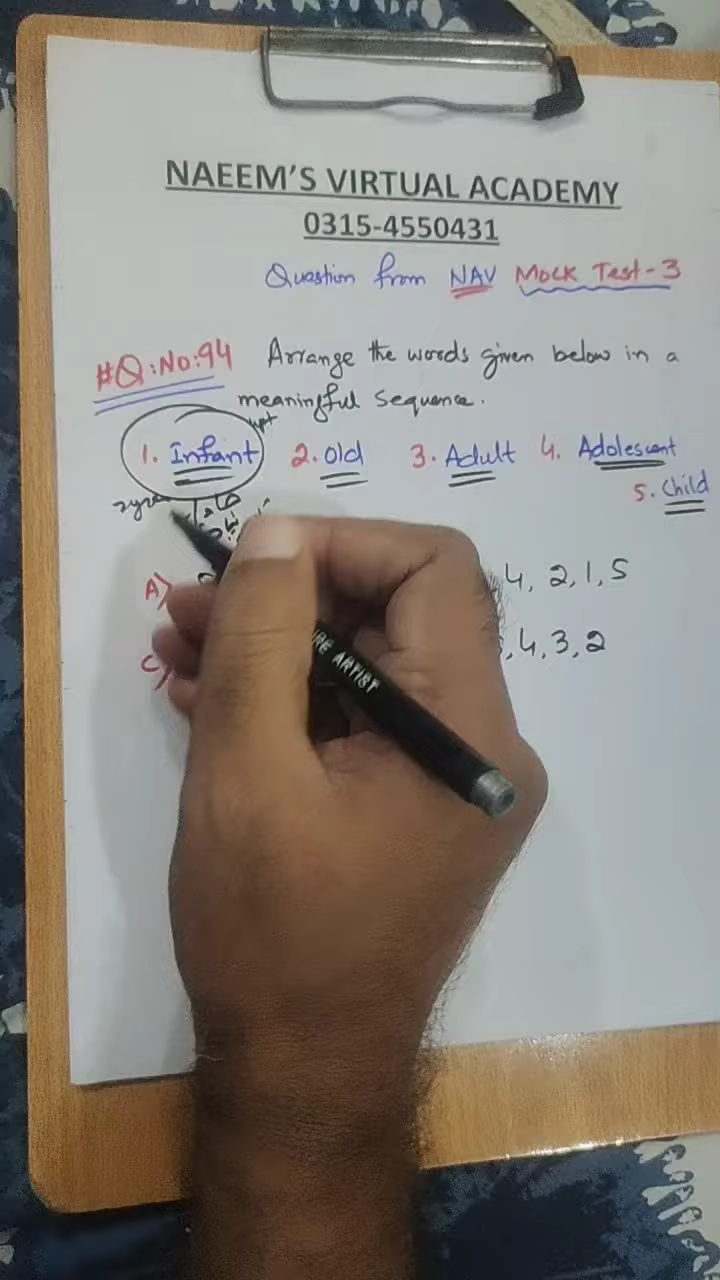 NAEEM'S VIRTUAL ACADEMY
0315-4550431
Question from NAV Mock Test-3
#Q:No:94 Arrange the words given below in a
meaningful sequence.
1. Infant 2. Old 3. Adult 4. Adolescent
5. Child
A) 4, 2, 1, 5
C) ,4, 3, 2
URE ARTIST